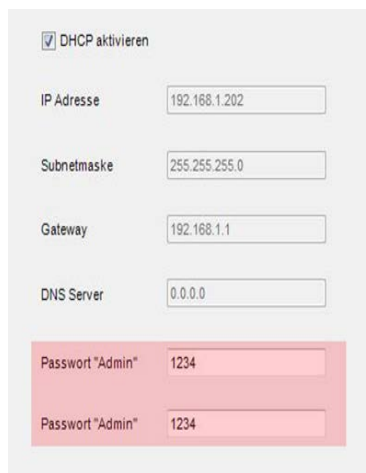 DHCP aktivieren
IP Adresse 192.168.1.202
Subnetmaske 255.255.255.0
Gateway 192.168.1.1
DNS Server 0.0.0.0
Passwort "Admin" 1234
Passwort "Admin" 1234